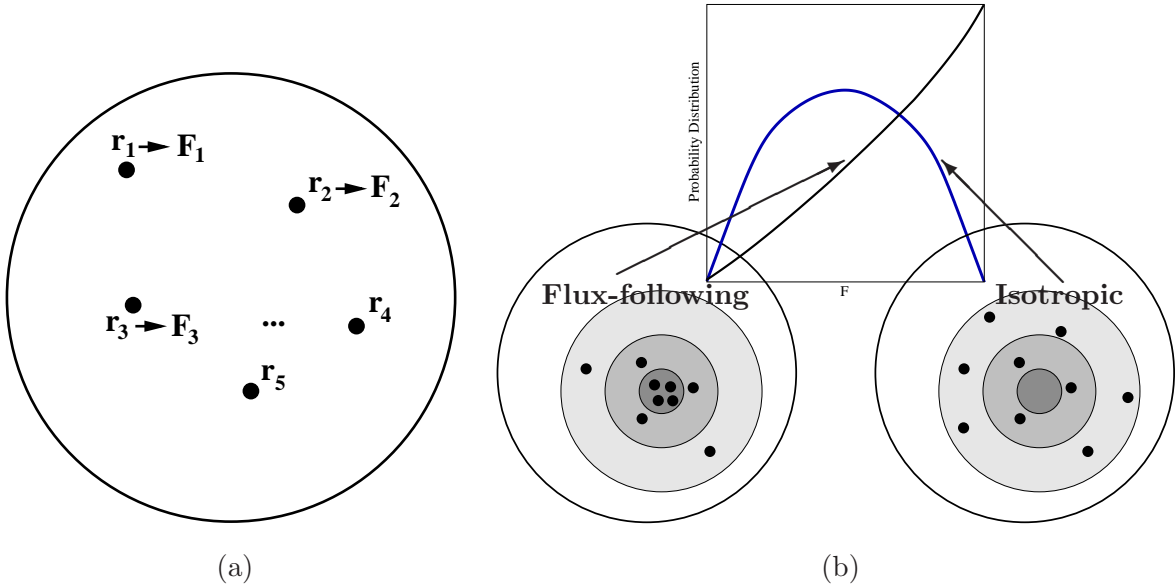 r1 F1
r2 F2
r3 F3
...
r4
r5
(a)
Probability Distribution
F
Flux-following
Isotropic
(b)